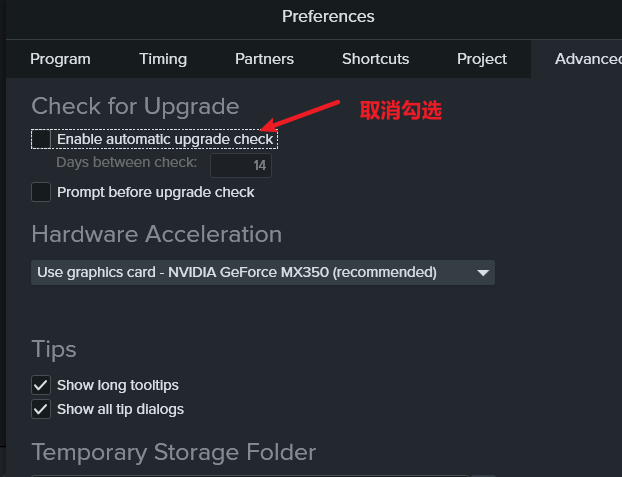 Preferences
Program Timing Partners Shortcuts Project Advanced
Check for Upgrade
取消勾选
Enable automatic upgrade check
Days between check: 14
Prompt before upgrade check
Hardware Acceleration
Use graphics card - NVIDIA GeForce MX350 (recommended)
Tips
Show long tooltips
Show all tip dialogs
Temporary Storage Folder